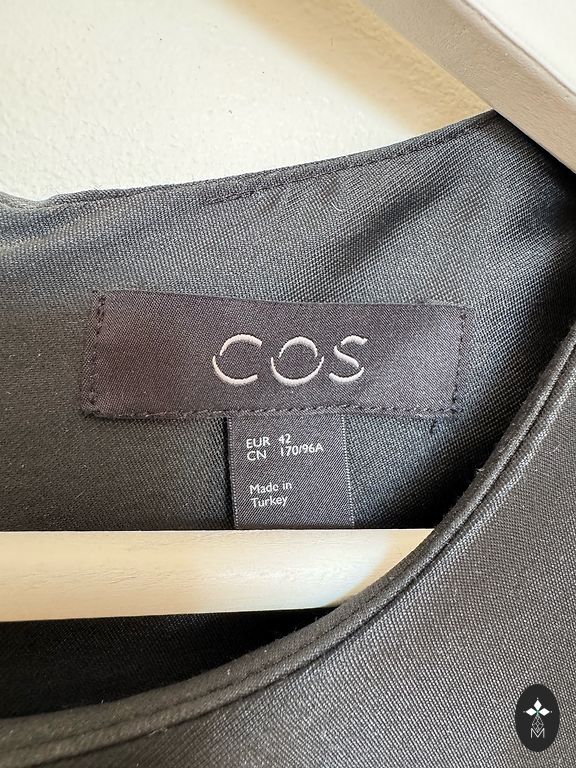 COS
EUR 42
CN 170/96A
Made in
Turkey
M